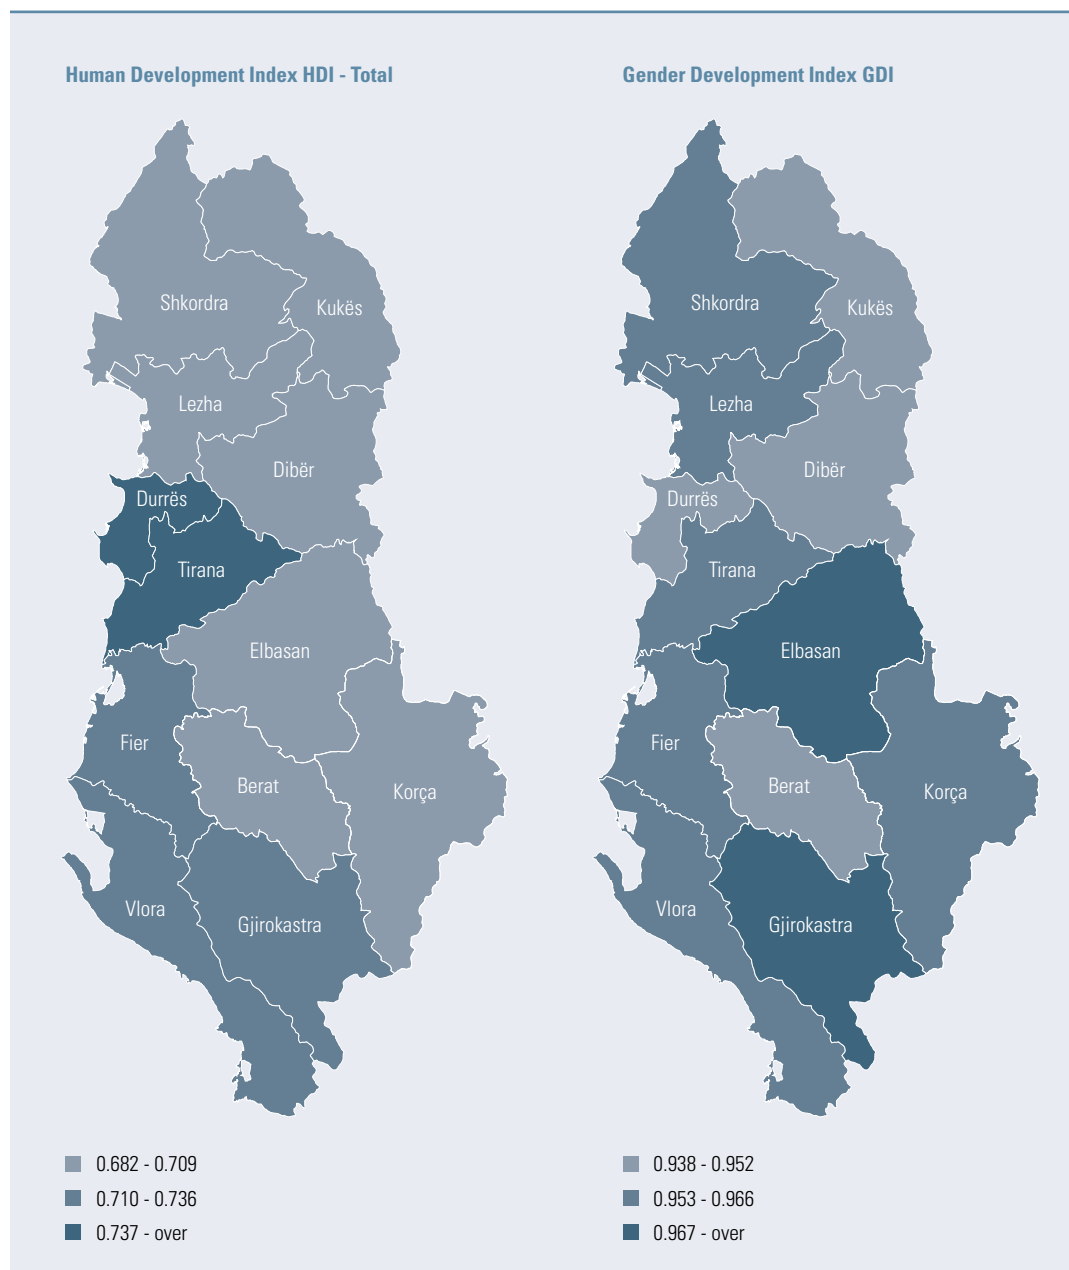 Human Development Index HDI - Total
Shkordra
Kukës
Lezha
Dibër
Durrës
Tirana
Elbasan
Fier
Berat
Korça
Vlora
Gjirokastra
0.682 - 0.709
0.710 - 0.736
0.737 - over
Gender Development Index GDI
Shkordra
Kukës
Lezha
Dibër
Durrës
Tirana
Elbasan
Fier
Berat
Korça
Vlora
Gjirokastra
0.938 - 0.952
0.953 - 0.966
0.967 - over